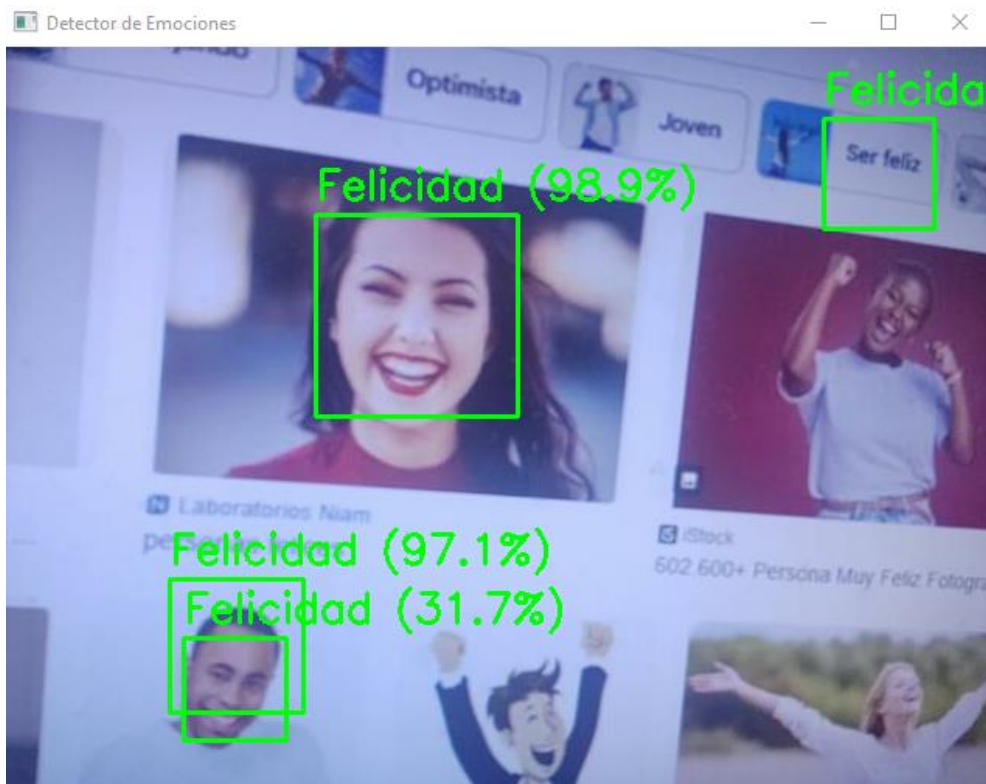 Detector de Emociones
Optimista
Joven
Ser feliz
Felicida
Felicidad (98.9%)
Laboratorios Niam
iStock
602.600+ Persona Muy Feliz Fotogra
Felicidad (97.1%)
Felicidad (31.7%)